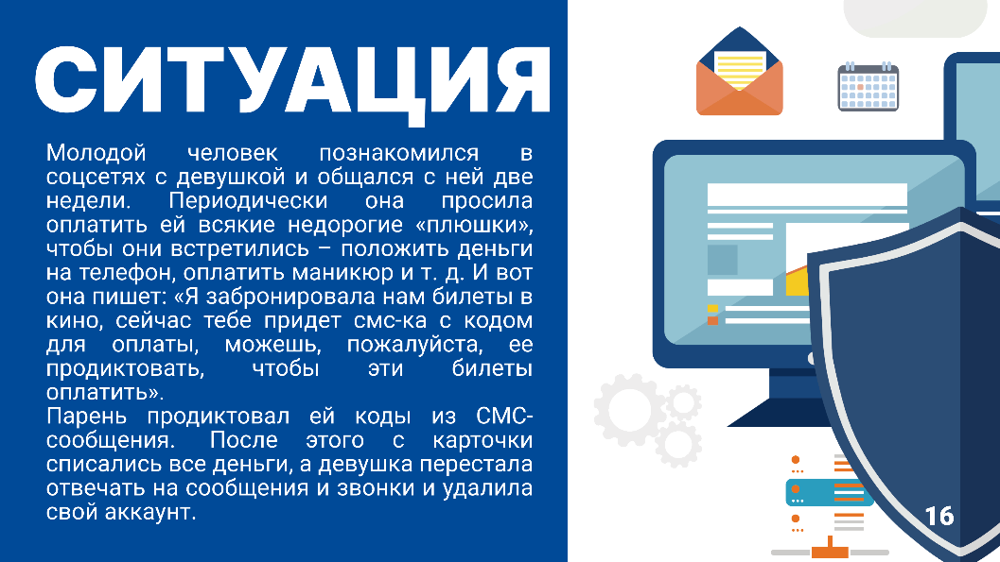 СИТУАЦИЯ
Молодой человек познакомился в
соцсетях с девушкой и общался с ней две
недели. Периодически она просила
оплатить ей всякие недорогие «плюшки»,
чтобы они встретились – положить деньги
на телефон, оплатить маникюр и т. д. И вот
она пишет: «Я забронировала нам билеты в
кино, сейчас тебе придет смс-ка с кодом
для оплаты, можешь, пожалуйста, ее
продиктовать, чтобы эти билеты
оплатить».
Парень продиктовал ей коды из СМС-
сообщения. После этого с карточки
списались все деньги, а девушка перестала
отвечать на сообщения и звонки и удалила
свой аккаунт.
16